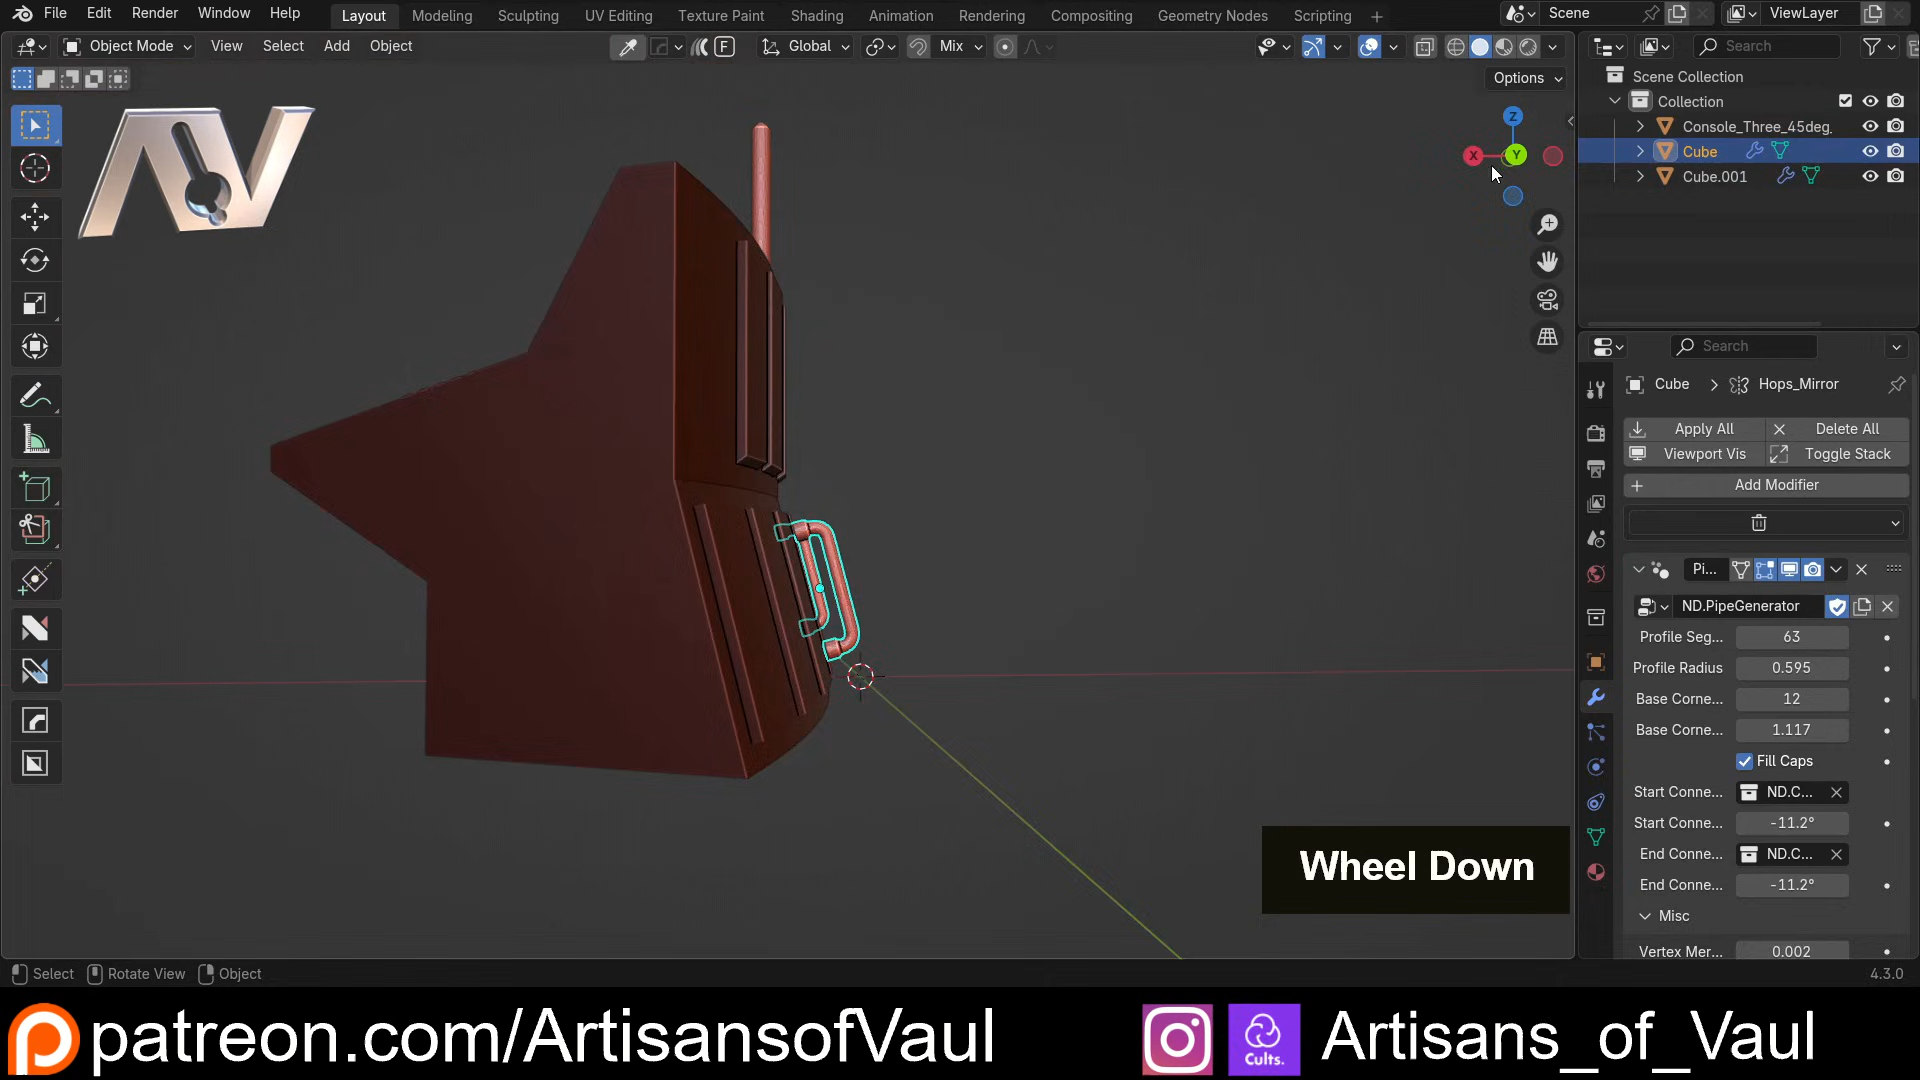 File Edit Render Window Help Layout Modeling Sculpting UV Editing Texture Paint Shading Animation Rendering Compositing Geometry Nodes Scripting + Scene ViewLayer
Object Mode View Select Add Object F Global Mix Search
Options
Scene Collection
Collection
Console_Three_45deg.
Cube
Cube.001
Z
X
Y
AV
Search
Cube > Hops_Mirror
Apply All Delete All
Viewport Vis Toggle Stack
Add Modifier
Pi...
ND.PipeGenerator
Profile Seg... 63
Profile Radius 0.595
Base Corne... 12
Base Corne... 1.117
Fill Caps
Start Conne... ND.C...
Start Conne... -11.2°
End Conne... ND.C...
End Conne... -11.2°
Misc
Vertex Mer... 0.002
Wheel Down
Select Rotate View Object 4.3.0
patreon.com/ArtisansofVaul
Cults.
Artisans_of_Vaul